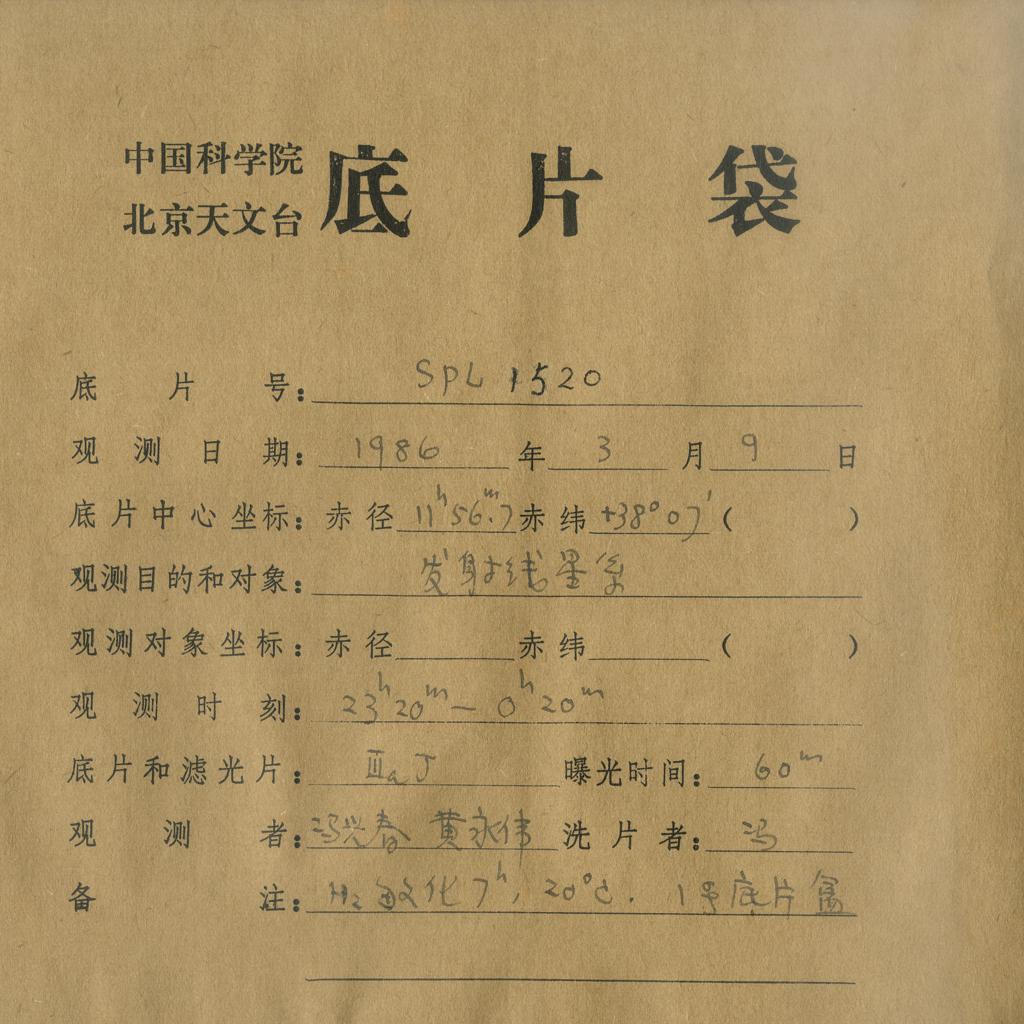 中国科学院
北京天文台
底片袋
底片号: SPL 1520
观测日期: 1986 年 3 月 9 日
底片中心坐标: 赤径 11h56m.7 赤纬 +38°07′ ( )
观测目的和对象: 发射线星系
观测对象坐标: 赤径 赤纬 ( )
观测时刻: 23h20m — 0h20m
底片和滤光片: ⅢaJ 曝光时间: 60m
观测者: 冯兴春 黄永伟 洗片者: 冯
备注: H2 敏化 7h, 20°C. 1号底片盒